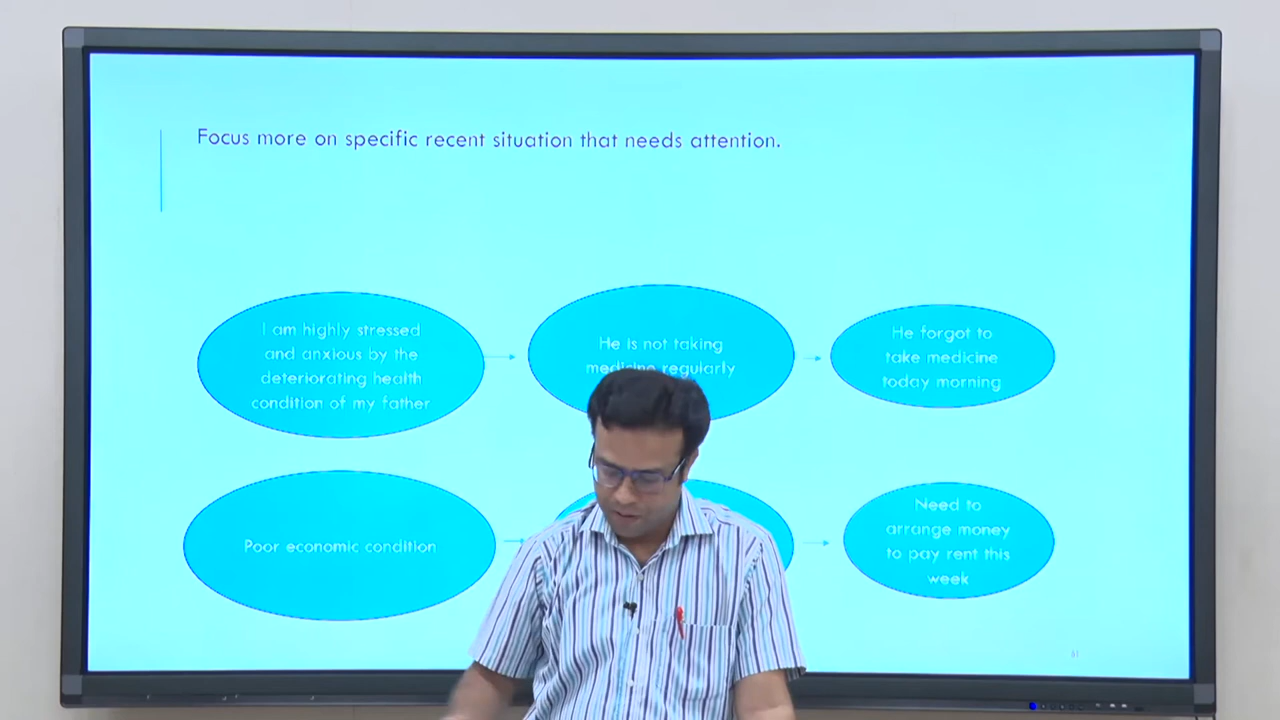 Focus more on specific recent situation that needs attention.
I am highly stressed
and anxious by the
deteriorating health
condition of my father
He is not taking
medicine regularly
He forgot to
take medicine
today morning
Poor economic condition
Need to
arrange money
to pay rent this
week